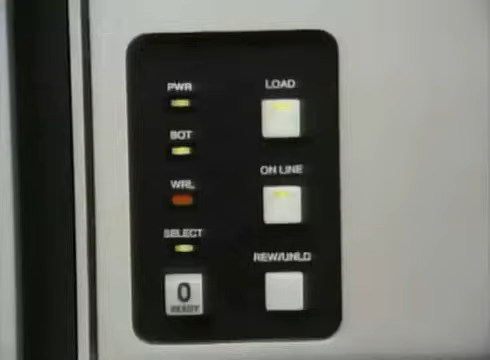 PWR
LOAD
BOT
WRL
ON LINE
SELECT
REW/UNLD
0
READY